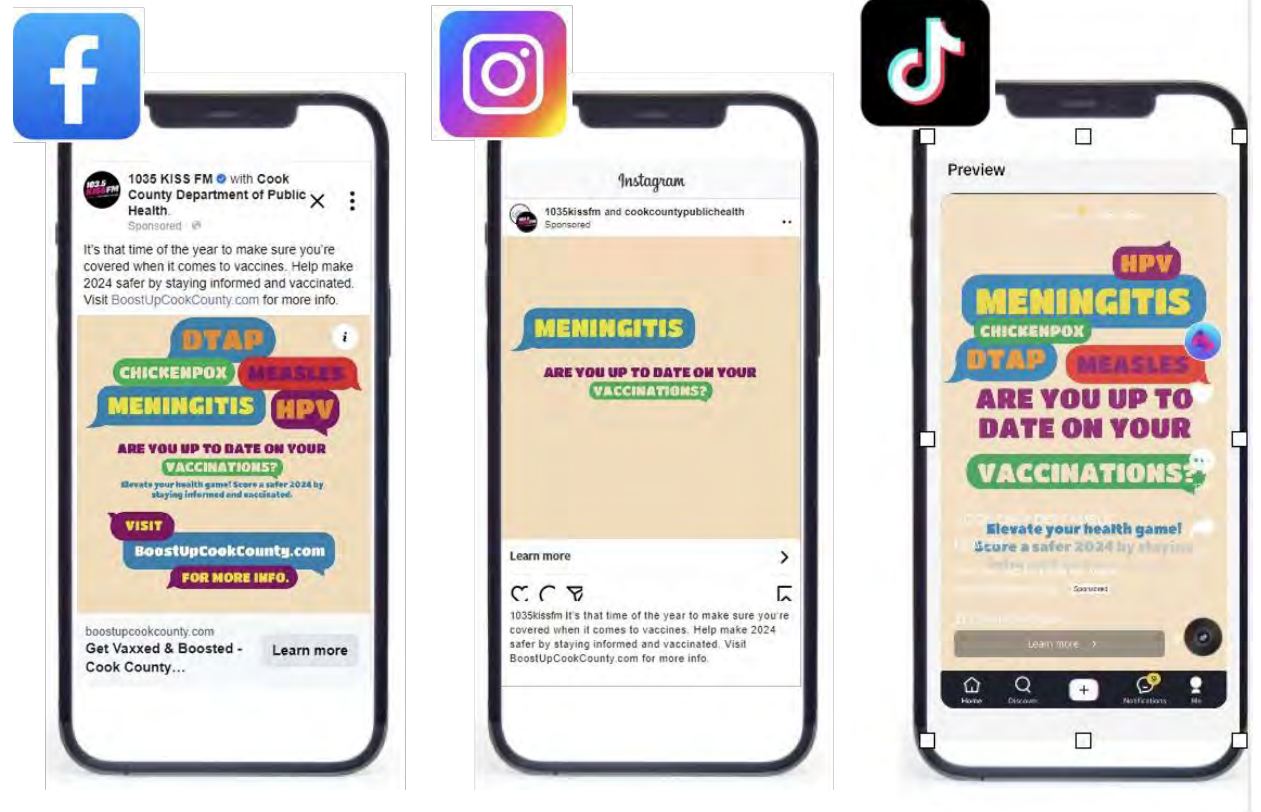 1035 KISS FM with Cook
County Department of Public
Health.
Sponsored
It's that time of the year to make sure you're
covered when it comes to vaccines. Help make
2024 safer by staying informed and vaccinated.
Visit BoostUpCookCounty.com for more info.
DTAP
CHICKENPOX MEASLES
MENINGITIS HPV
ARE YOU UP TO DATE ON YOUR
VACCINATIONS?
Elevate your health game! Score a safer 2024 by
staying informed and vaccinated.
VISIT
BoostUpCookCounty.com
FOR MORE INFO.
boostupcookcounty.com
Get Vaxxed & Boosted -
Cook County...
Learn more
Instagram
1035kissfm and cookcountypublichealth
Sponsored
MENINGITIS
ARE YOU UP TO DATE ON YOUR
VACCINATIONS?
Learn more
1035kissfm It's that time of the year to make sure you're
covered when it comes to vaccines. Help make 2024
safer by staying informed and vaccinated. Visit
BoostUpCookCounty.com for more info.
Preview
HPV
MENINGITIS
CHICKENPOX
DTAP MEASLES
ARE YOU UP TO
DATE ON YOUR
VACCINATIONS?
Elevate your health game!
Score a safer 2024 by staying
Sponsored
Learn more
Home
Discover
9
Notifications
Me